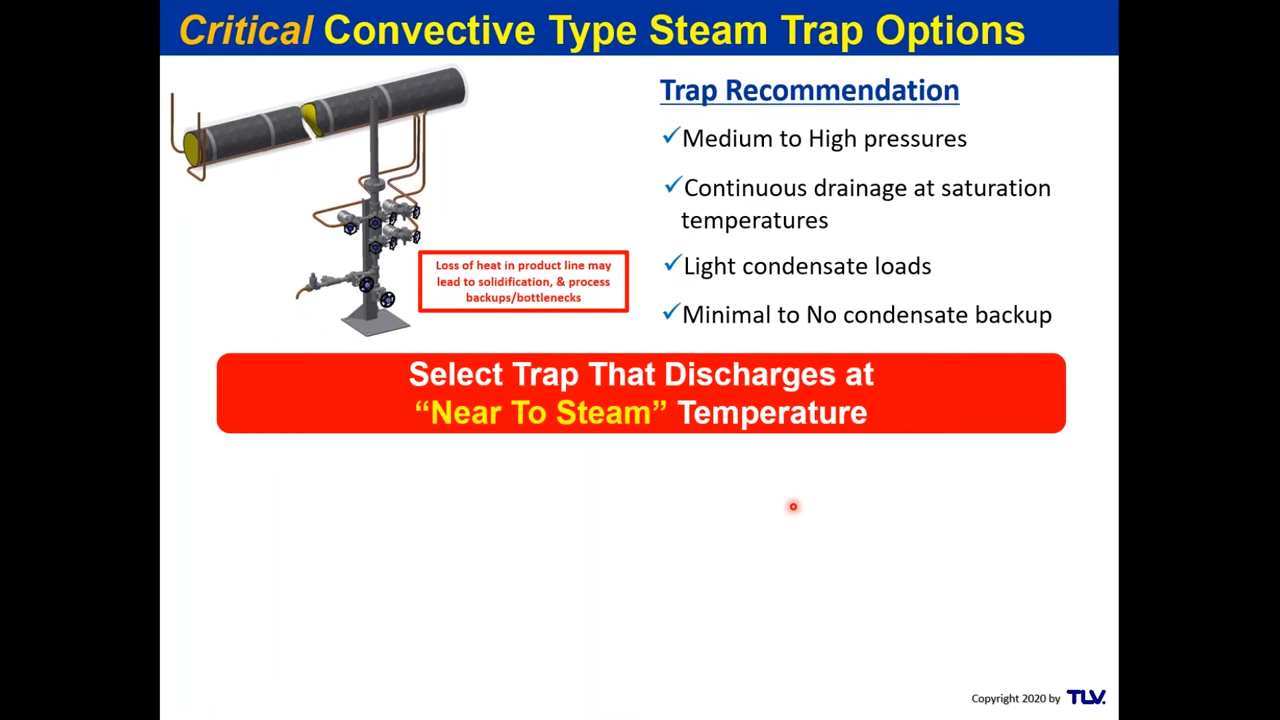 Critical Convective Type Steam Trap Options
Trap Recommendation
✓Medium to High pressures
✓Continuous drainage at saturation
temperatures
✓Light condensate loads
✓Minimal to No condensate backup
Loss of heat in product line may
lead to solidification, & process
backups/bottlenecks
Select Trap That Discharges at
“Near To Steam” Temperature
Copyright 2020 by TLV.